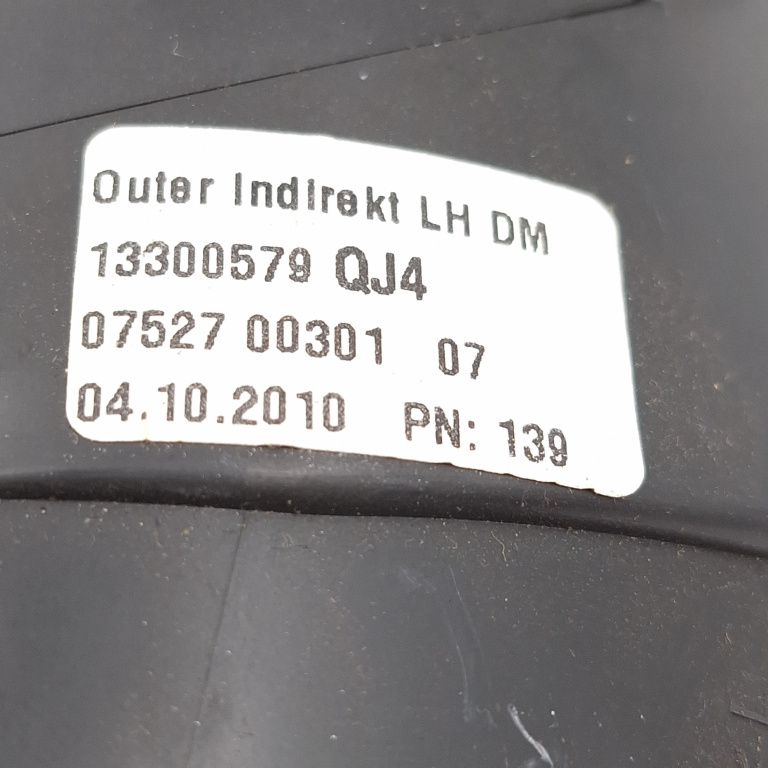 Outer Indirekt LH DM
13300579 QJ4
07527 00301 07
04.10.2010 PN: 139